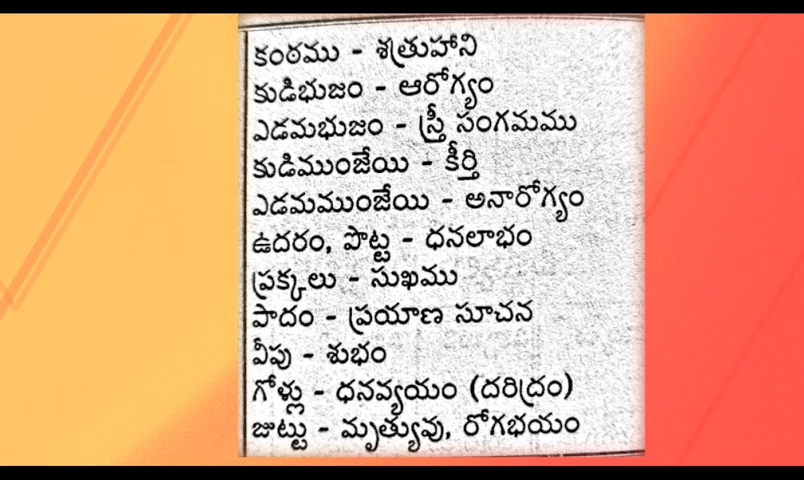 కంఠము - శత్రుహాని
కుడిభుజం - ఆరోగ్యం
ఎడమభుజం - స్త్రీ సంగమము
కుడిముంజేయి - కీర్తి
ఎడమముంజేయి - అనారోగ్యం
ఉదరం, పొట్ట - ధనలాభం
ప్రక్కలు - సుఖము
పాదం - ప్రయాణ సూచన
వీపు - శుభం
గోళ్లు - ధనవ్యయం (దరిద్రం)
జుట్టు - మృత్యువు, రోగభయం